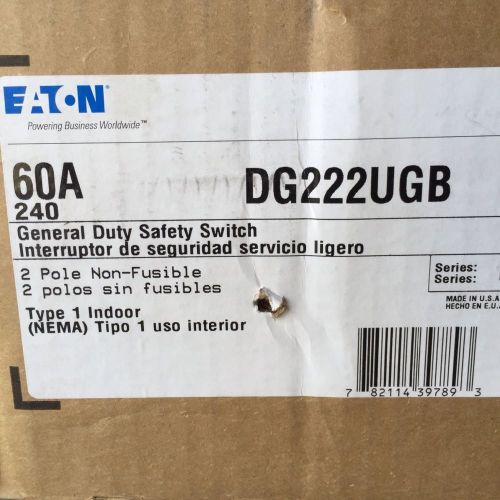 EATON
Powering Business Worldwide™
60A
240
DG222UGB
General Duty Safety Switch
Interruptor de seguridad servicio ligero
2 Pole Non-Fusible
2 polos sin fusibles
Series:
Series:
Type 1 Indoor
(NEMA) Tipo 1 uso interior
MADE IN U.S.A
HECHO EN E.U.
7 82114 39789 3